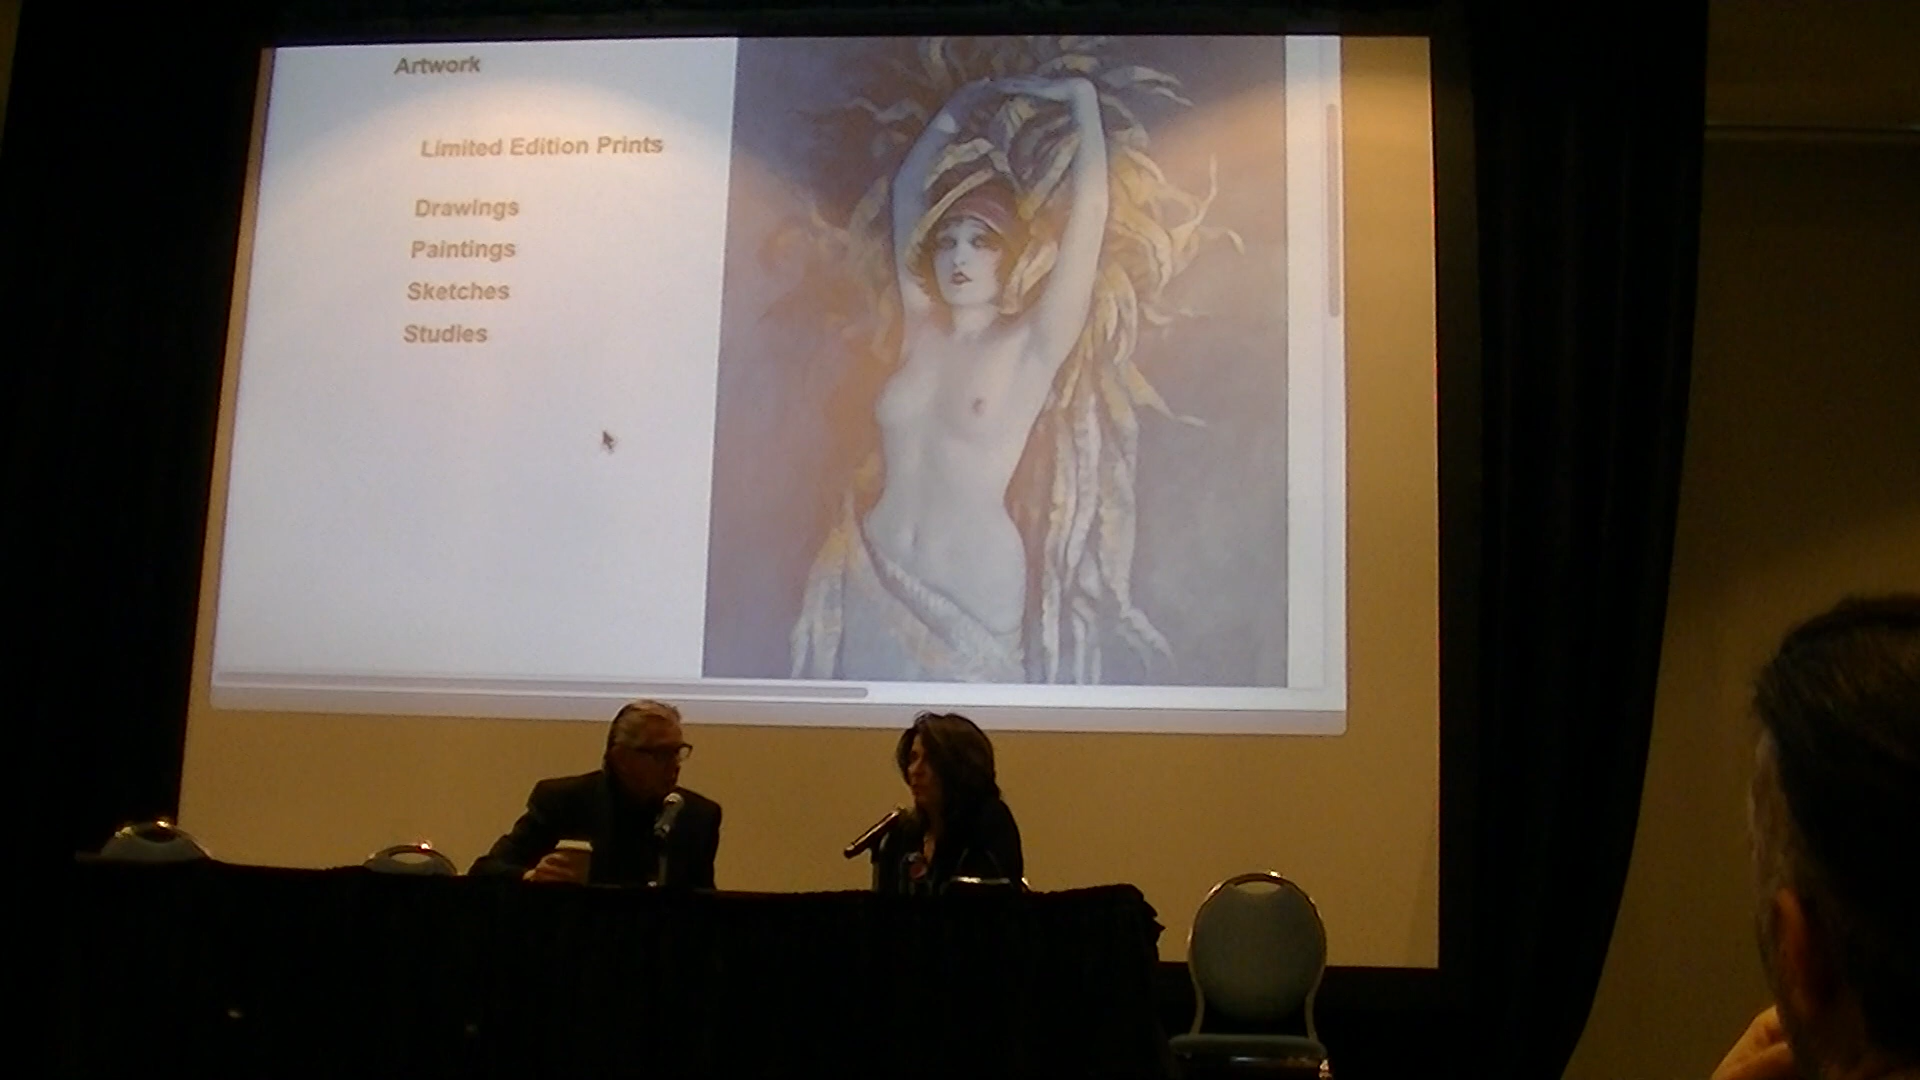 Artwork
Limited Edition Prints
Drawings
Paintings
Sketches
Studies